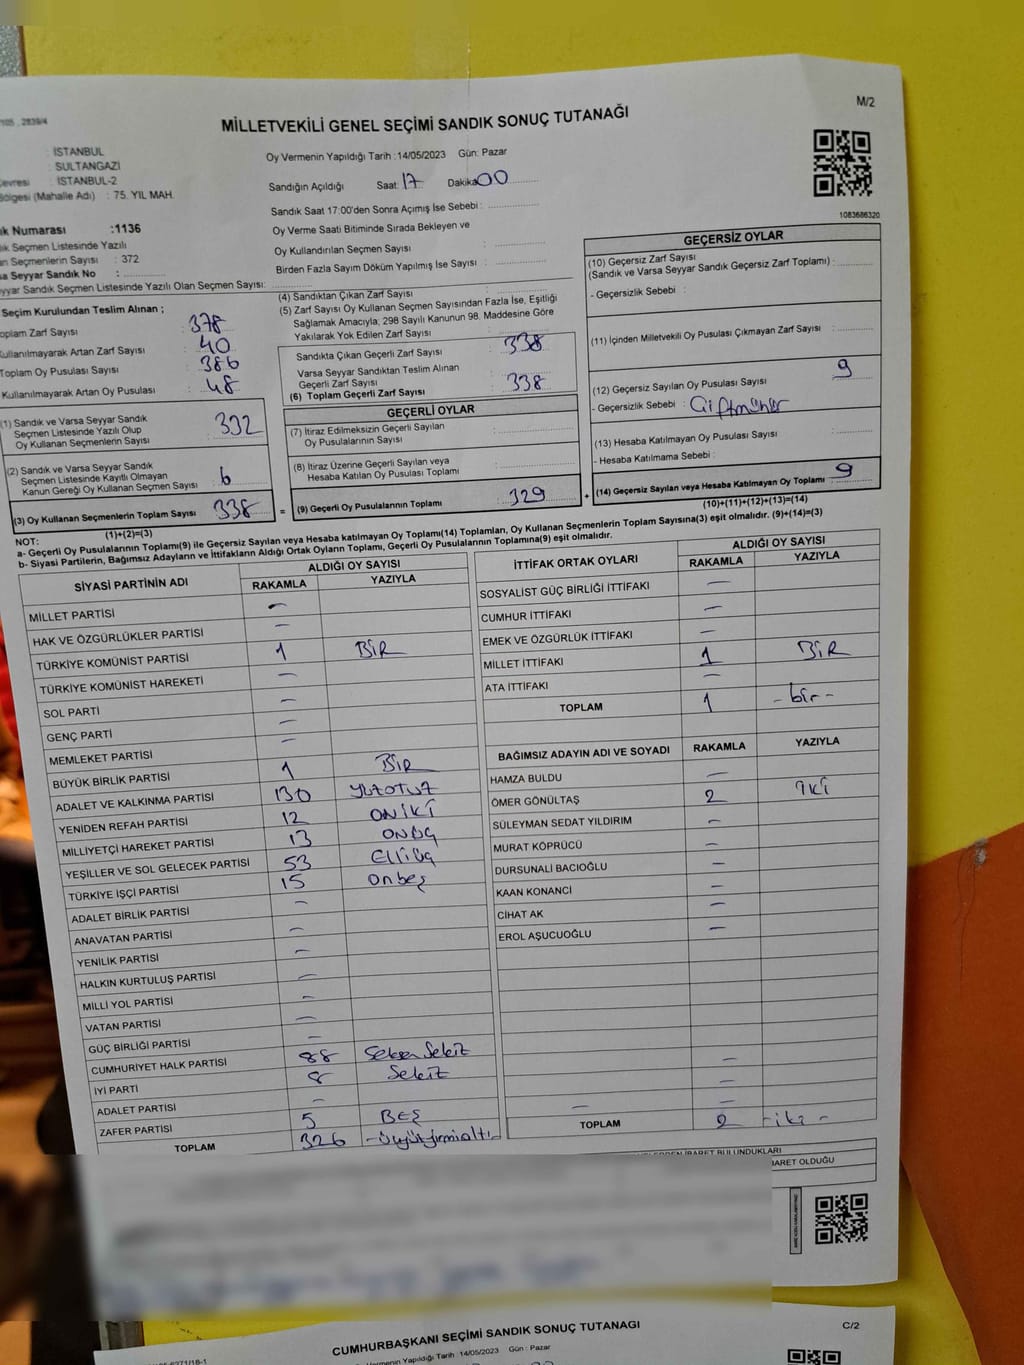 M/2
MİLLETVEKİLİ GENEL SEÇİMİ SANDIK SONUÇ TUTANAĞI
: İSTANBUL
: SULTANGAZİ
: İSTANBUL-2
(Mahalle Adı) : 75. YIL MAH.
Oy Vermenin Yapıldığı Tarih :14/05/2023 Gün: Pazar
Sandığın Açıldığı Saat: 17 Dakika 00
Sandık Saat 17:00'den Sonra Açımış İse Sebebi :
Oy Verme Saati Bitiminde Sırada Bekleyen ve
Oy Kullandırılan Seçmen Sayısı :
Birden Fazla Sayım Döküm Yapılmış İse Sayısı :
1083686320
Numarası :1136
Seçmen Listesinde Yazılı
Seçmenlerin Sayısı : 372
Seyyar Sandık No :
Seyyar Sandık Seçmen Listesinde Yazılı Olan Seçmen Sayısı:
Seçim Kurulundan Teslim Alınan ;
Toplam Zarf Sayısı : 378
Kullanılmayarak Artan Zarf Sayısı : 40
Toplam Oy Pusulası Sayısı : 386
Kullanılmayarak Artan Oy Pusulası : 48
(1) Sandık ve Varsa Seyyar Sandık
Seçmen Listesinde Yazılı Olup
Oy Kullanan Seçmenlerin Sayısı : 332
(2) Sandık ve Varsa Seyyar Sandık
Seçmen Listesinde Kayıtlı Olmayan
Kanun Gereği Oy Kullanan Seçmen Sayısı : 6
(3) Oy Kullanan Seçmenlerin Toplam Sayısı : 338
(1)+(2)=(3)
(4) Sandıktan Çıkan Zarf Sayısı :
(5) Zarf Sayısı Oy Kullanan Seçmen Sayısından Fazla İse, Eşitliği
Sağlamak Amacıyla; 298 Sayılı Kanunun 98. Maddesine Göre
Yakılarak Yok Edilen Zarf Sayısı :
Sandıkta Çıkan Geçerli Zarf Sayısı : 338
Varsa Seyyar Sandıktan Teslim Alınan
Geçerli Zarf Sayısı :
(6) Toplam Geçerli Zarf Sayısı : 338
GEÇERLİ OYLAR
(7) İtiraz Edilmeksizin Geçerli Sayılan
Oy Pusulalarının Sayısı :
(8) İtiraz Üzerine Geçerli Sayılan veya
Hesaba Katılan Oy Pusulası Toplamı :
= (9) Geçerli Oy Pusulalarının Toplamı : 329
GEÇERSİZ OYLAR
(10) Geçersiz Zarf Sayısı
(Sandık ve Varsa Seyyar Sandık Geçersiz Zarf Toplamı) :
- Geçersizlik Sebebi :
(11) İçinden Milletvekili Oy Pusulası Çıkmayan Zarf Sayısı :
(12) Geçersiz Sayılan Oy Pusulası Sayısı : 9
- Geçersizlik Sebebi : Çiftmühür
(13) Hesaba Katılmayan Oy Pusulası Sayısı :
- Hesaba Katılmama Sebebi :
+ (14) Geçersiz Sayılan veya Hesaba Katılmayan Oy Toplamı : 9
(10)+(11)+(12)+(13)=(14)
NOT:
a- Geçerli Oy Pusulalarının Toplamı(9) ile Geçersiz Sayılan veya Hesaba Katılmayan Oy Toplamı(14) Toplamları, Oy Kullanan Seçmenlerin Toplam Sayısına(3) eşit olmalıdır. (9)+(14)=(3)
b- Siyasi Partilerin, Bağımsız Adayların ve İttifakların Aldığı Ortak Oyların Toplamı, Geçerli Oy Pusulalarının Toplamına(9) eşit olmalıdır.
SİYASİ PARTİNİN ADI ALDIĞI OY SAYISI
RAKAMLA YAZIYLA
MİLLET PARTİSİ -
HAK VE ÖZGÜRLÜKLER PARTİSİ -
TÜRKİYE KOMÜNİST PARTİSİ 1 BİR
TÜRKİYE KOMÜNİST HAREKETİ -
SOL PARTİ -
GENÇ PARTİ -
MEMLEKET PARTİSİ -
BÜYÜK BİRLİK PARTİSİ 1 BİR
ADALET VE KALKINMA PARTİSİ 130 YÜZOTUZ
YENİDEN REFAH PARTİSİ 12 ONİKİ
MİLLİYETÇİ HAREKET PARTİSİ 13 ONÜÇ
YEŞİLLER VE SOL GELECEK PARTİSİ 53 Elliüç
TÜRKİYE İŞÇİ PARTİSİ 15 Onbeş
ADALET BİRLİK PARTİSİ -
ANAVATAN PARTİSİ -
YENİLİK PARTİSİ -
HALKIN KURTULUŞ PARTİSİ -
MİLLİ YOL PARTİSİ -
VATAN PARTİSİ -
GÜÇ BİRLİĞİ PARTİSİ -
CUMHURİYET HALK PARTİSİ 88 Seksen Sekiz
İYİ PARTİ 8 Sekiz
ADALET PARTİSİ -
ZAFER PARTİSİ 5 BEŞ
TOPLAM 326 -üçyüzyirmialtı
İTTİFAK ORTAK OYLARI ALDIĞI OY SAYISI
RAKAMLA YAZIYLA
SOSYALİST GÜÇ BİRLİĞİ İTTİFAKI -
CUMHUR İTTİFAKI -
EMEK VE ÖZGÜRLÜK İTTİFAKI -
MİLLET İTTİFAKI 1 BİR
ATA İTTİFAKI -
TOPLAM 1 -bir-
BAĞIMSIZ ADAYIN ADI VE SOYADI RAKAMLA YAZIYLA
HAMZA BULDU -
ÖMER GÖNÜLTAŞ 2 İKİ
SÜLEYMAN SEDAT YILDIRIM -
MURAT KÖPRÜCÜ -
DURSUNALİ BACIOĞLU -
KAAN KONANCİ -
CİHAT AK -
EROL AŞUCUOĞLU -
TOPLAM 2 -iki-
BULUNDUKLARI
İBARET OLDUĞU
CUMHURBAŞKANI SEÇİMİ SANDIK SONUÇ TUTANAGI
C/2
Vermenin Yapıldığı Tarih :14/05/2023 Gün : Pazar